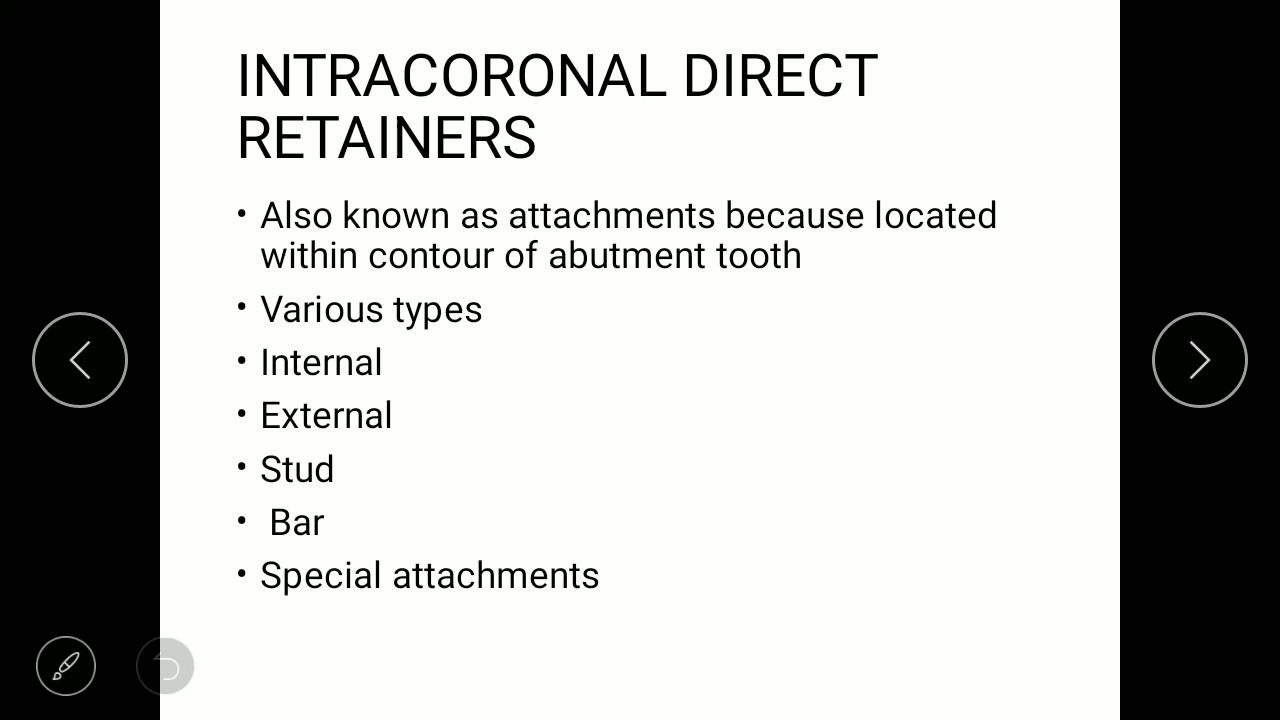 INTRACORONAL DIRECT
RETAINERS
• Also known as attachments because located
within contour of abutment tooth
• Various types
• Internal
• External
• Stud
• Bar
• Special attachments